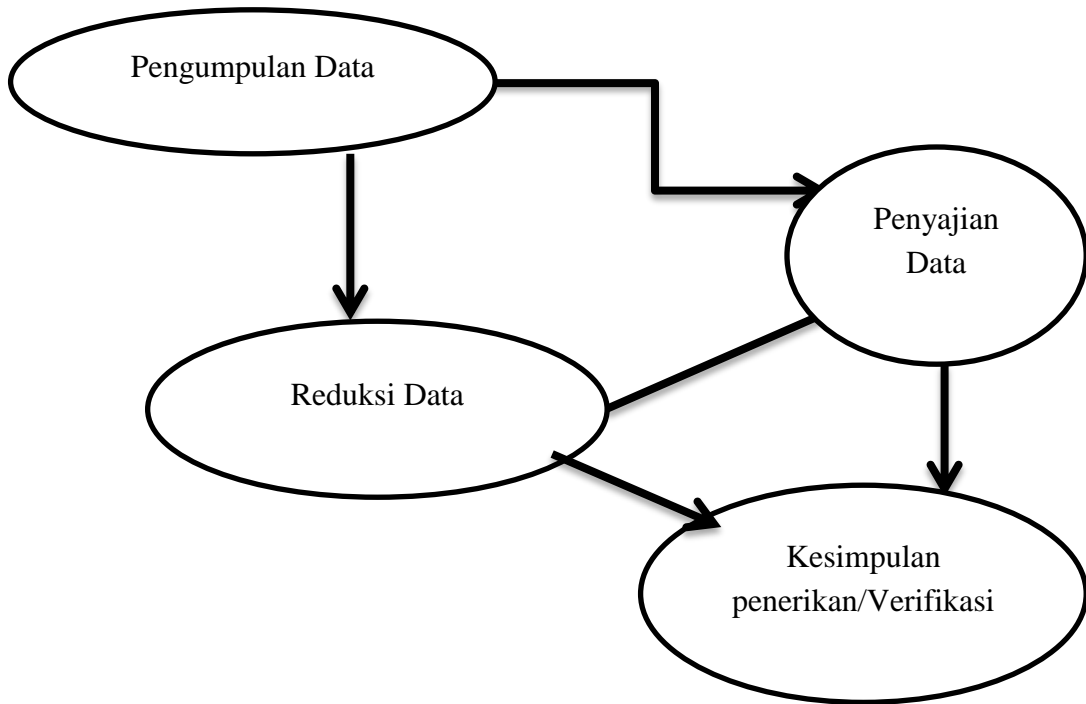 Pengumpulan Data
Penyajian
Data
Reduksi Data
Kesimpulan
penerikan/Verifikasi